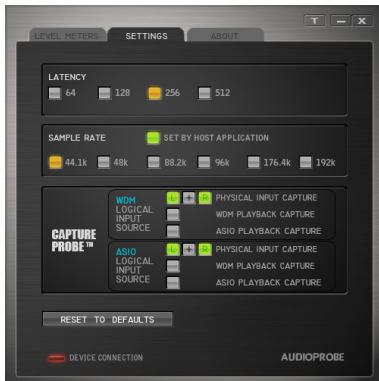 T
LEVEL METERS SETTINGS ABOUT
LATENCY
64 128 256 512
SAMPLE RATE SET BY HOST APPLICATION
44.1k 48k 88.2k 96k 176.4k 192k
CAPTURE PROBE™
WDM LOGICAL INPUT SOURCE
L + R PHYSICAL INPUT CAPTURE
WDM PLAYBACK CAPTURE
ASIO PLAYBACK CAPTURE
ASIO LOGICAL INPUT SOURCE
L + R PHYSICAL INPUT CAPTURE
WDM PLAYBACK CAPTURE
ASIO PLAYBACK CAPTURE
RESET TO DEFAULTS
DEVICE CONNECTION AUDIOPROBE